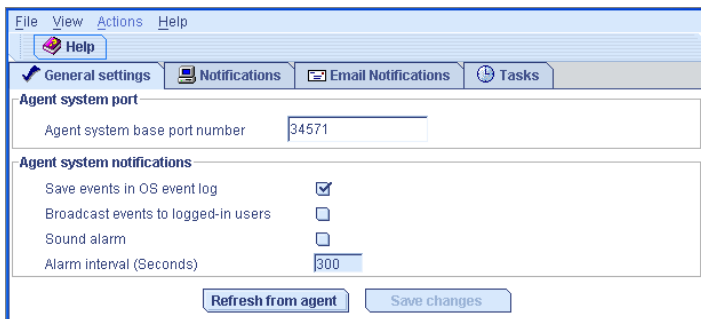 File View Actions Help
Help
General settings Notifications Email Notifications Tasks
Agent system port
Agent system base port number 34571
Agent system notifications
Save events in OS event log
Broadcast events to logged-in users
Sound alarm
Alarm interval (Seconds) 300
Refresh from agent Save changes